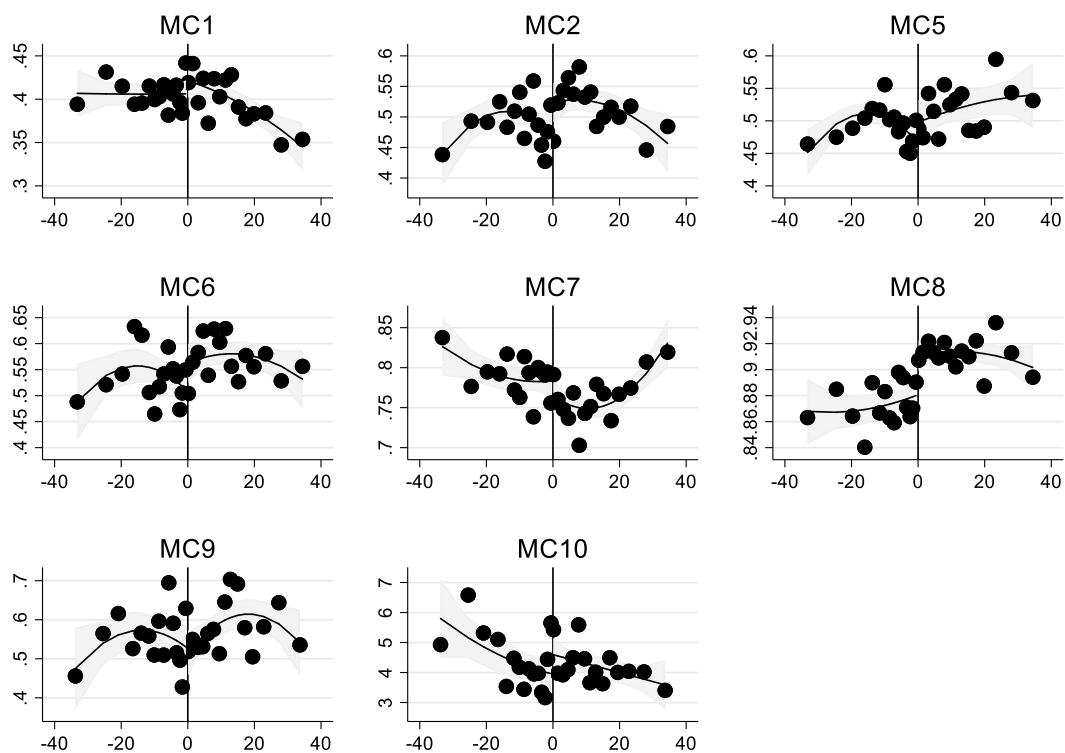 MC1
.3 .35 .4 .45
-40 -20 0 20 40
MC2
.4 .45 .5 .55 .6
-40 -20 0 20 40
MC5
.4 .45 .5 .55 .6
-40 -20 0 20 40
MC6
.4 .45 .5 .55 .6 .65
-40 -20 0 20 40
MC7
.7 .75 .8 .85
-40 -20 0 20 40
MC8
.84 .86 .88 .9 .92 .94
-40 -20 0 20 40
MC9
.4 .5 .6 .7
-40 -20 0 20 40
MC10
3 4 5 6 7
-40 -20 0 20 40